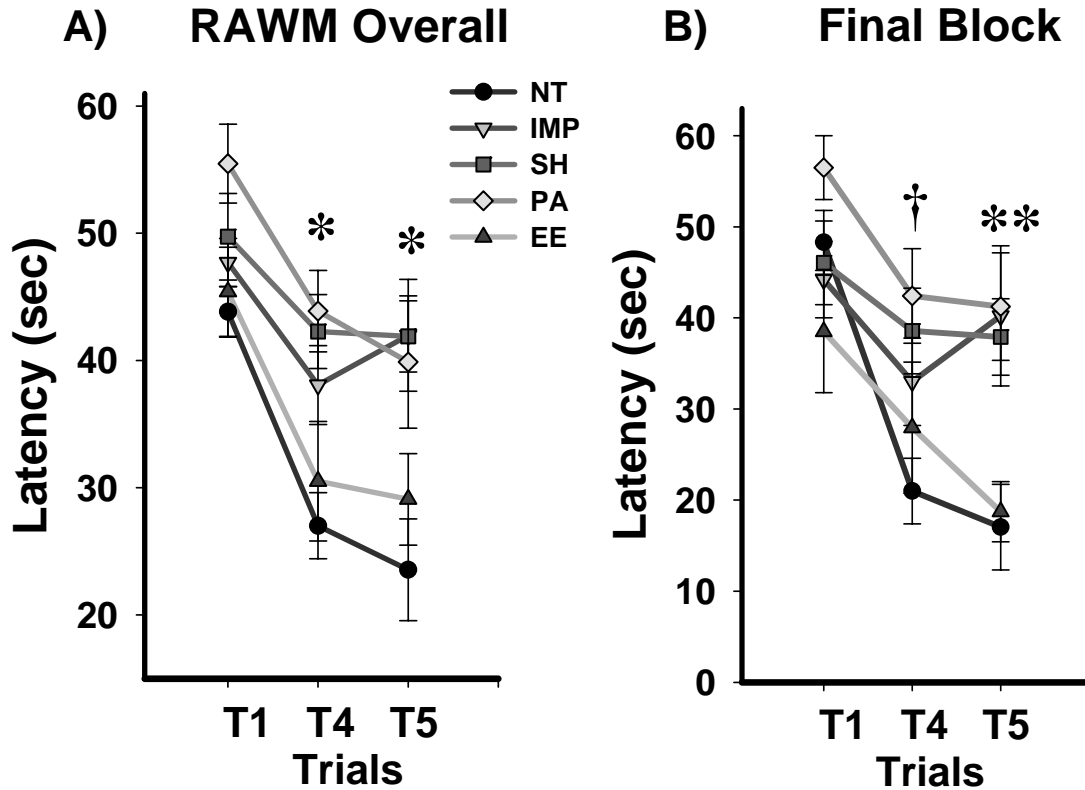 A) RAWM Overall
NT
IMP
SH
PA
EE
60
50
40
30
20
Latency (sec)
T1 T4 T5
Trials
* *
B) Final Block
60
50
40
30
20
10
0
Latency (sec)
T1 T4 T5
Trials
† **